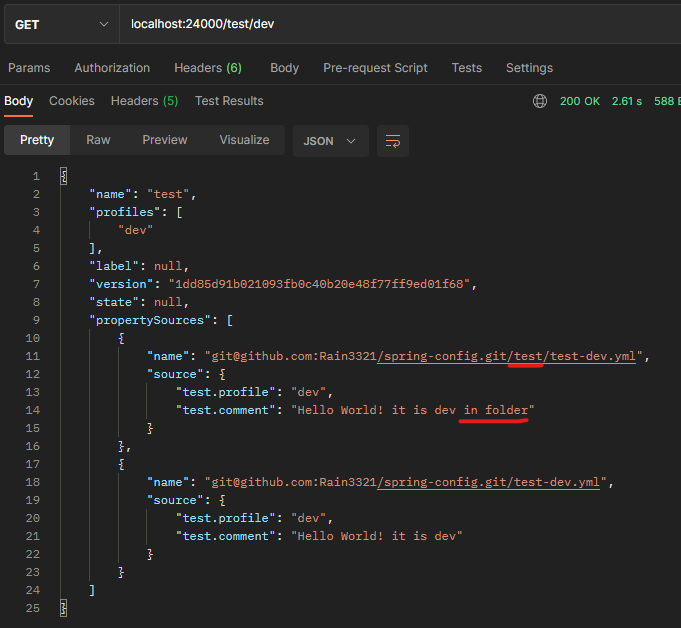 GET localhost:24000/test/dev
Params Authorization Headers (6) Body Pre-request Script Tests Settings
Body Cookies Headers (5) Test Results 200 OK 2.61 s 588
Pretty Raw Preview Visualize JSON
1 {
2 "name": "test",
3 "profiles": [
4 "dev"
5 ],
6 "label": null,
7 "version": "1dd85d91b021093fb0c40b20e48f77ff9ed01f68",
8 "state": null,
9 "propertySources": [
10 {
11 "name": "git@github.com:Rain3321/spring-config.git/test/test-dev.yml",
12 "source": {
13 "test.profile": "dev",
14 "test.comment": "Hello World! it is dev in folder"
15 }
16 },
17 {
18 "name": "git@github.com:Rain3321/spring-config.git/test-dev.yml",
19 "source": {
20 "test.profile": "dev",
21 "test.comment": "Hello World! it is dev"
22 }
23 }
24 ]
25 }